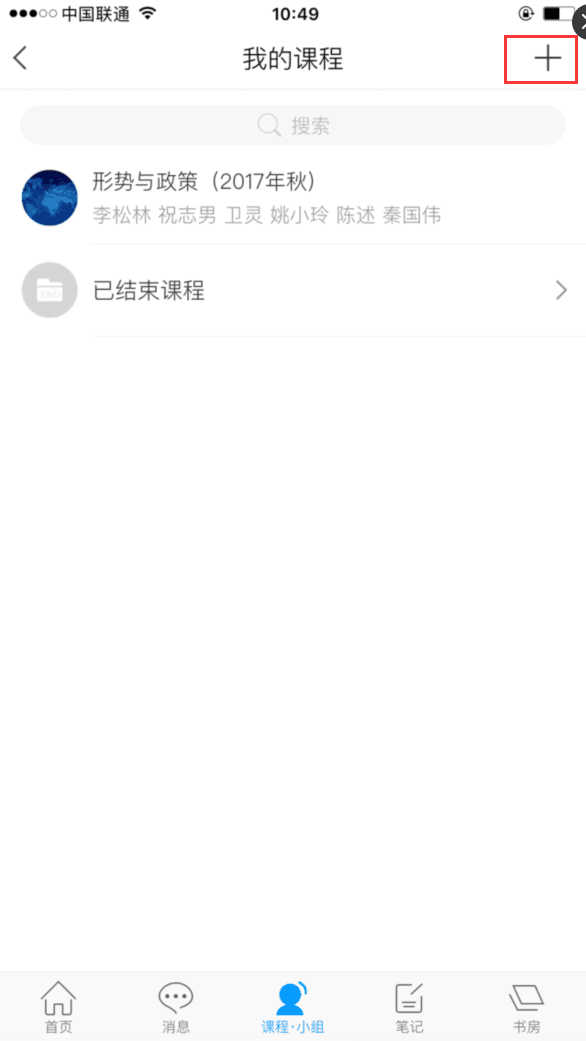 中国联通 10:49
我的课程
搜索
形势与政策（2017年秋）
李松林 祝志男 卫灵 姚小玲 陈述 秦国伟
END
已结束课程
首页 消息 课程·小组 笔记 书房